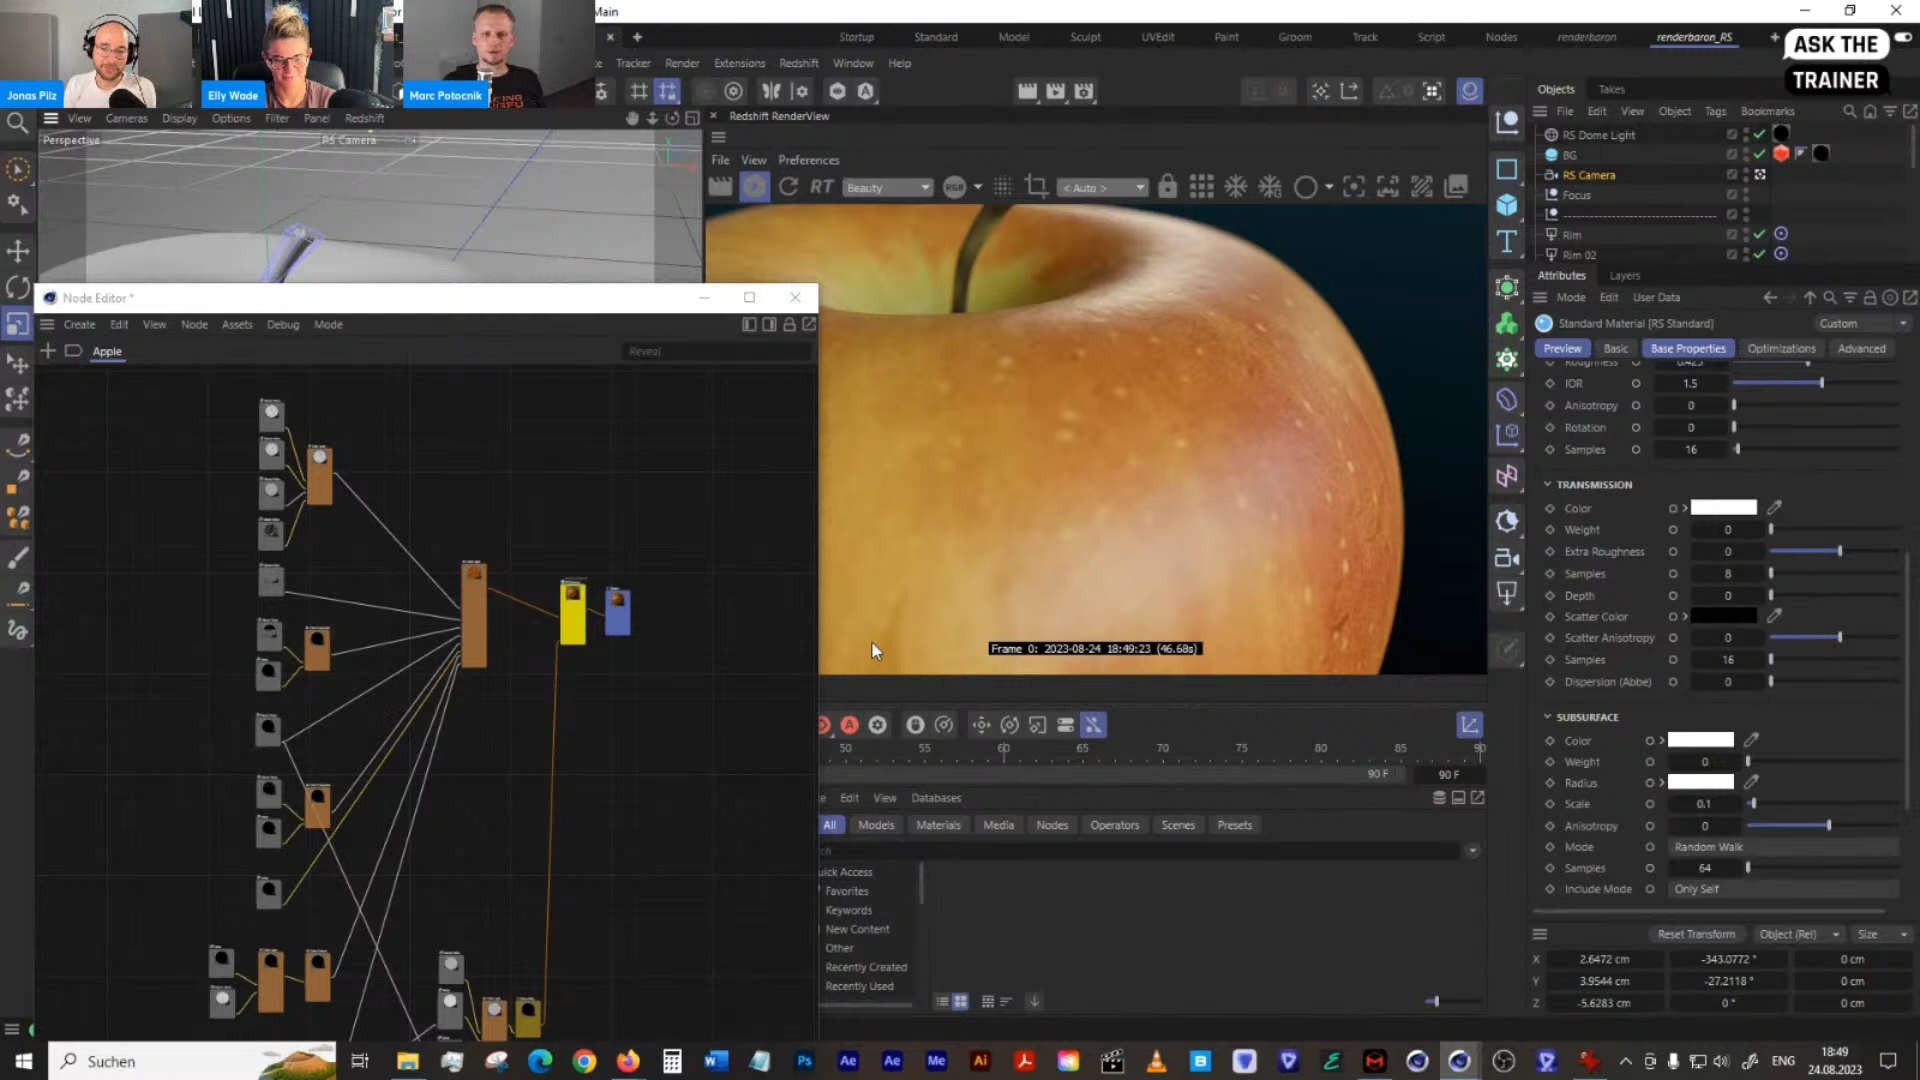 Main
Jonas Pilz
Elly Wade
Marc Potocnik
ASK THE
TRAINER
Startup
Standard
Model
Sculpt
UVEdit
Paint
Groom
Track
Script
Nodes
renderbaron
renderbaron_RS
Tracker
Render
Extensions
Redshift
Window
Help
View
Cameras
Display
Options
Filter
Panel
Redshift
Perspective
RS Camera
Redshift RenderView
File
View
Preferences
RT
Beauty
RGB
< Auto >
Frame 0: 2023-08-24 18:49:23 (46.68s)
Objects
Takes
File
Edit
View
Object
Tags
Bookmarks
RS Dome Light
BG
RS Camera
Focus
Rim
Rim 02
Attributes
Layers
Mode
Edit
User Data
Standard Material [RS Standard]
Custom
Preview
Basic
Base Properties
Optimizations
Advanced
Roughness 0.425
IOR 1.5
Anisotropy 0
Rotation 0
Samples 16
TRANSMISSION
Color
Weight 0
Extra Roughness 0
Samples 8
Depth 0
Scatter Color
Scatter Anisotropy 0
Samples 16
Dispersion (Abbe) 0
SUBSURFACE
Color
Weight 0
Radius
Scale 0.1
Anisotropy 0
Mode Random Walk
Samples 64
Include Mode Only Self
Reset Transform
Object (Rel)
Size
X 2.6472 cm -343.0772 ° 0 cm
Y 3.9544 cm -27.2118 ° 0 cm
Z -5.6283 cm 0 ° 0 cm
Node Editor *
Create
Edit
View
Node
Assets
Debug
Mode
Apple
Reveal
50 55 60 65 70 75 80 85 90
90 F
90 F
Edit
View
Databases
All
Models
Materials
Media
Nodes
Operators
Scenes
Presets
uick Access
Favorites
Keywords
New Content
Other
Recently Created
Recently Used
Suchen
ENG
18:49
24.08.2023